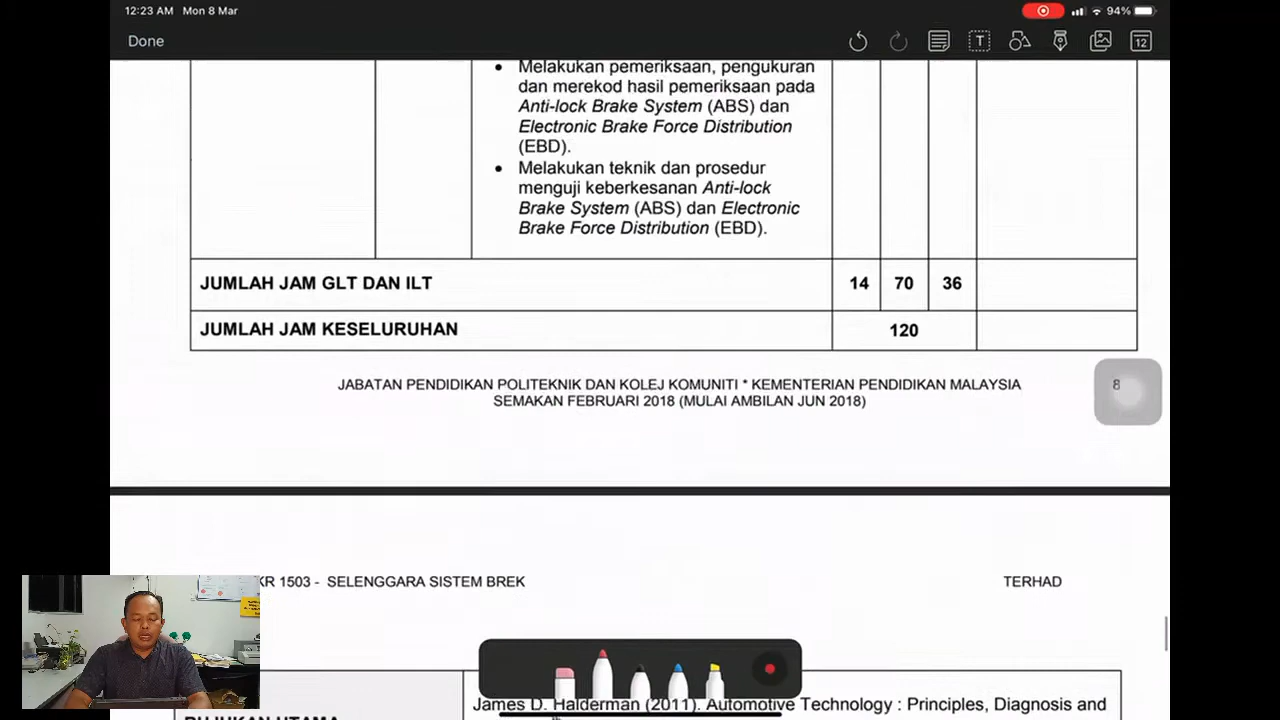 12:23 AM Mon 8 Mar
94%
Done
12
Melakukan pemeriksaan, pengukuran
dan merekod hasil pemeriksaan pada
Anti-lock Brake System (ABS) dan
Electronic Brake Force Distribution
(EBD).
Melakukan teknik dan prosedur
menguji keberkesanan Anti-lock
Brake System (ABS) dan Electronic
Brake Force Distribution (EBD).
JUMLAH JAM GLT DAN ILT 14 70 36
JUMLAH JAM KESELURUHAN 120
JABATAN PENDIDIKAN POLITEKNIK DAN KOLEJ KOMUNITI * KEMENTERIAN PENDIDIKAN MALAYSIA
8
SEMAKAN FEBRUARI 2018 (MULAI AMBILAN JUN 2018)
KR 1503 - SELENGGARA SISTEM BREK TERHAD
James D. Halderman (2011). Automotive Technology : Principles, Diagnosis and
RUJUKAN UTAMA